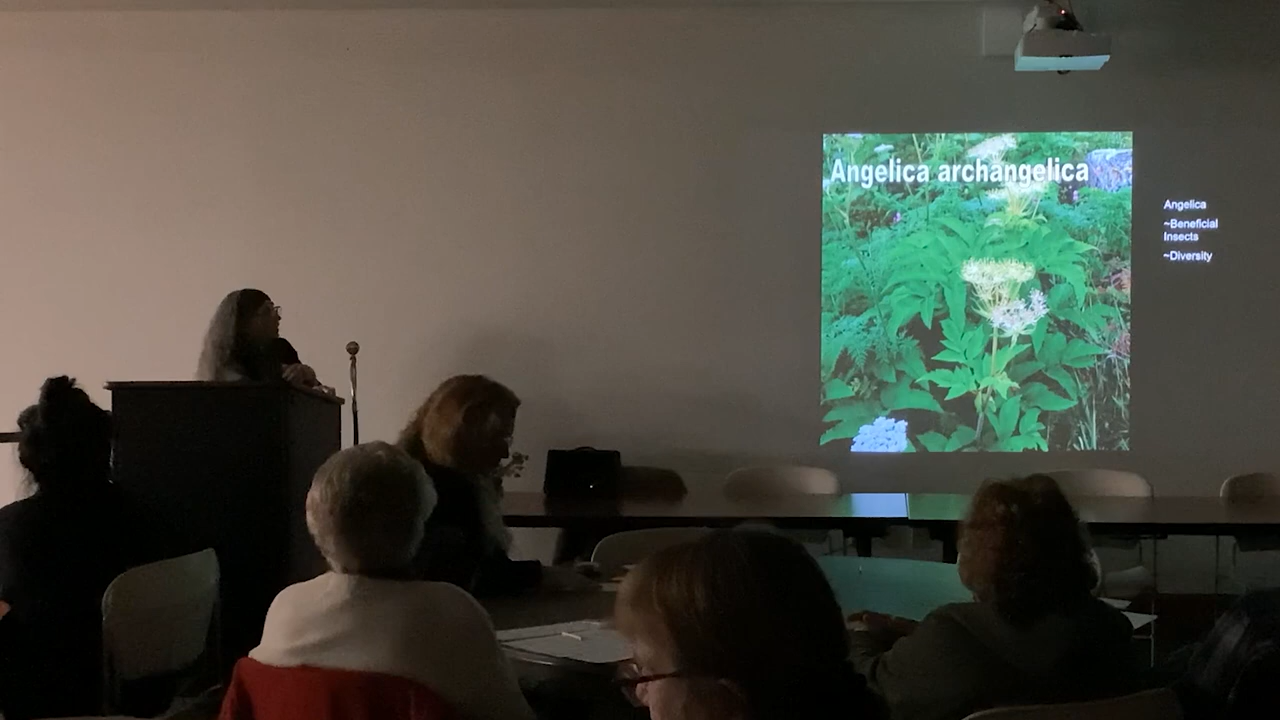 Angelica archangelica
Angelica
~Beneficial
Insects
~Diversity